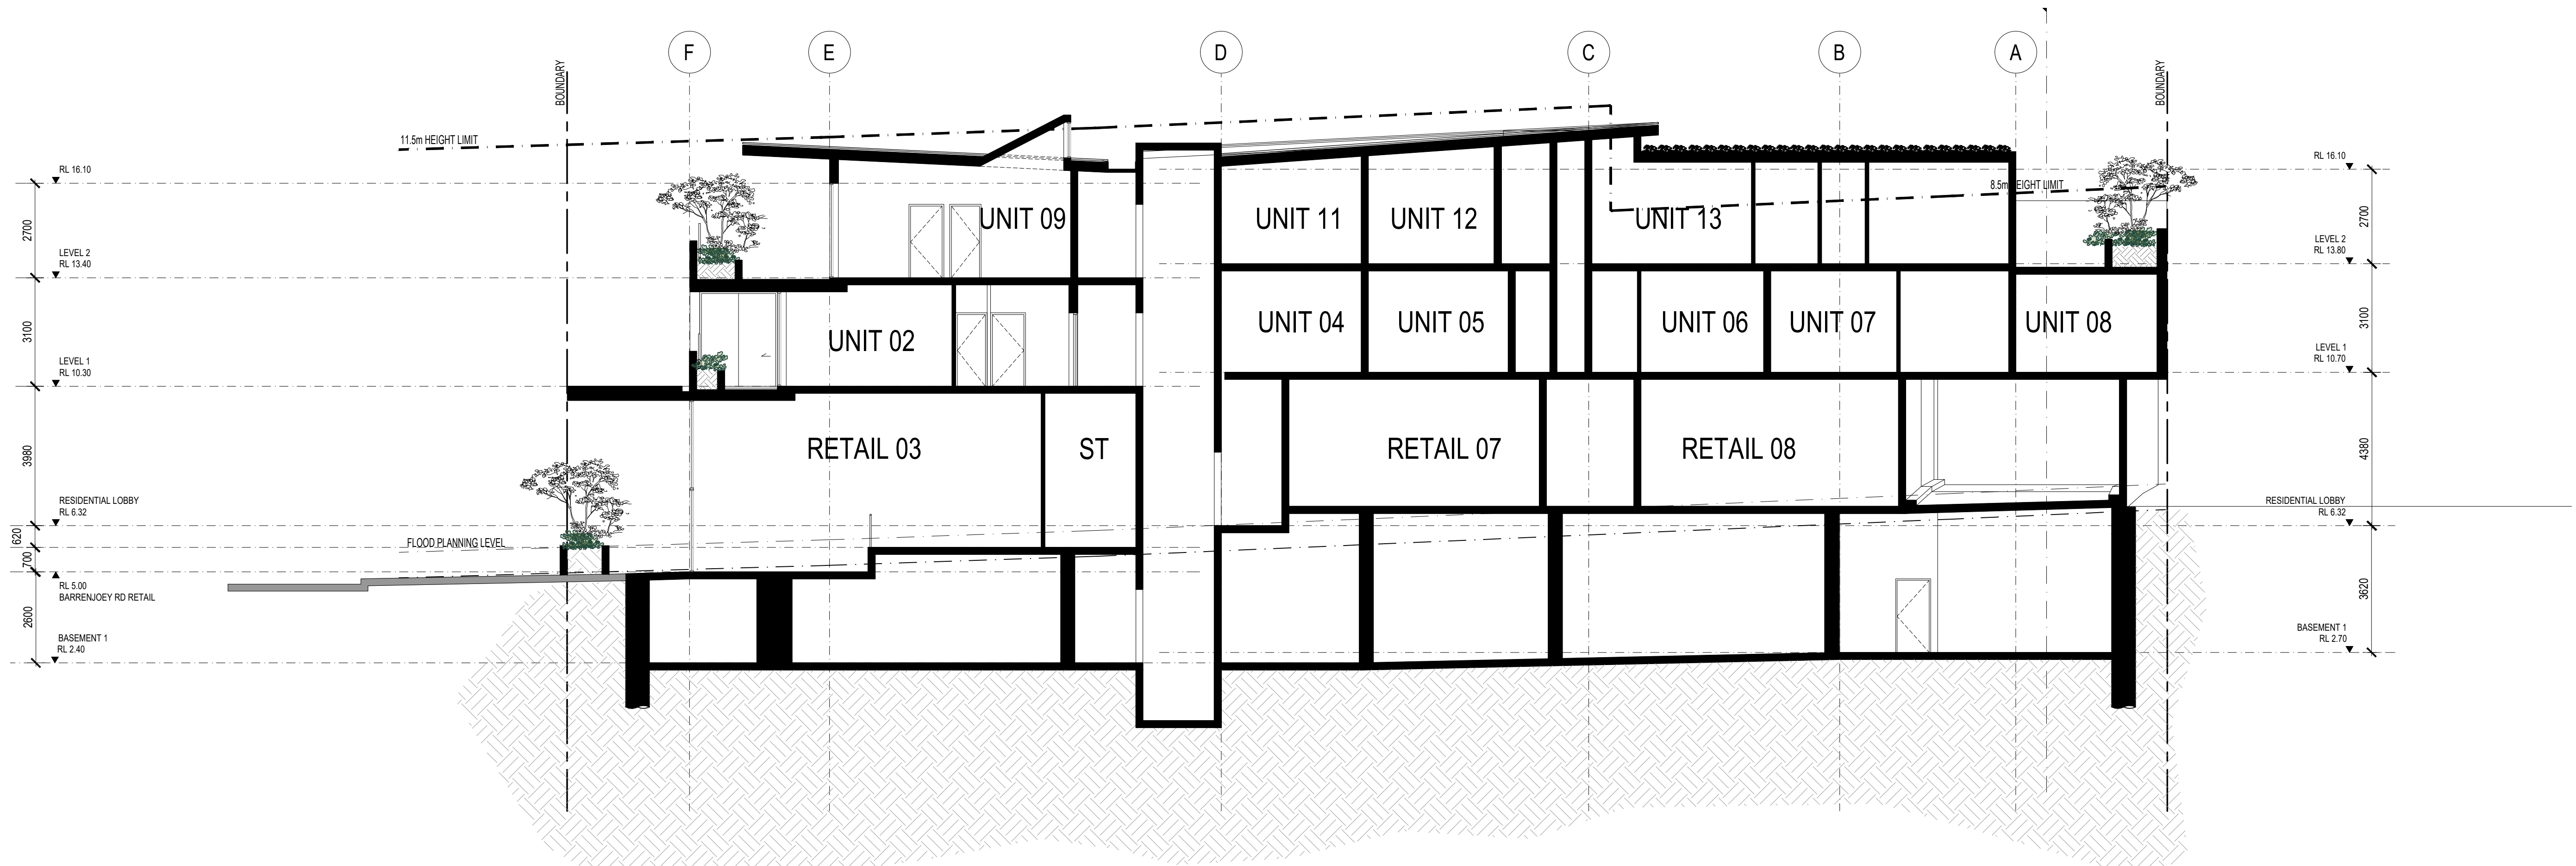 F
E
D
C
B
A
BOUNDARY
BOUNDARY
11.5m HEIGHT LIMIT
RL 16.10
RL 16.10
8.5m HEIGHT LIMIT
2700
2700
UNIT 09
UNIT 11
UNIT 12
UNIT 13
LEVEL 2
RL 13.40
LEVEL 2
RL 13.80
3100
3100
UNIT 02
UNIT 04
UNIT 05
UNIT 06
UNIT 07
UNIT 08
LEVEL 1
RL 10.30
LEVEL 1
RL 10.70
3980
4380
RETAIL 03
ST
RETAIL 07
RETAIL 08
RESIDENTIAL LOBBY
RL 6.32
RESIDENTIAL LOBBY
RL 6.32
620
FLOOD PLANNING LEVEL
700
RL 5.00
BARRENJOEY RD RETAIL
2600
3620
BASEMENT 1
RL 2.40
BASEMENT 1
RL 2.70